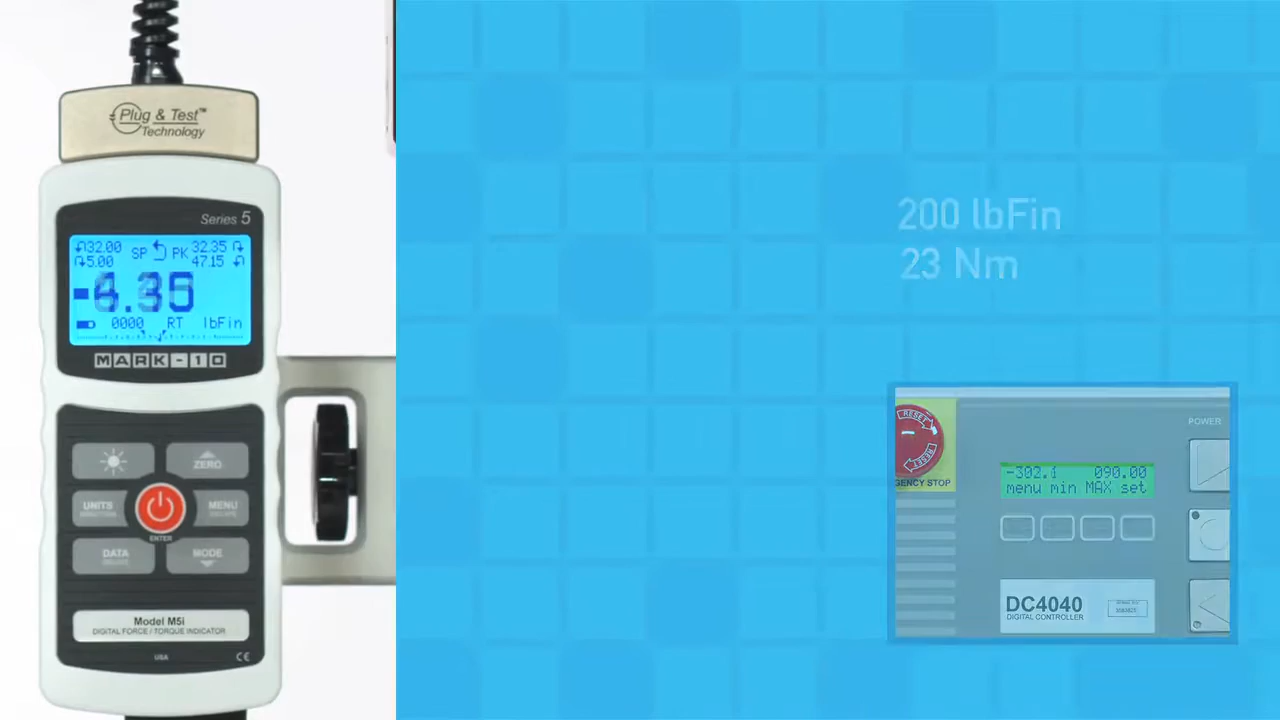 Plug & Test™
Technology
Series 5
32.00 SP PK 32.35
5.00 47.15
0000 RT lbFin
MARK-10
ZERO
UNITS
MENU
ENTER
DATA
MODE
Model M5i
DIGITAL FORCE / TORQUE INDICATOR
USA CE
200 lbFin
23 Nm
RESET
RESET
GENCY STOP
POWER
-302.1 090.00
menu min MAX set
DC4040
DIGITAL CONTROLLER